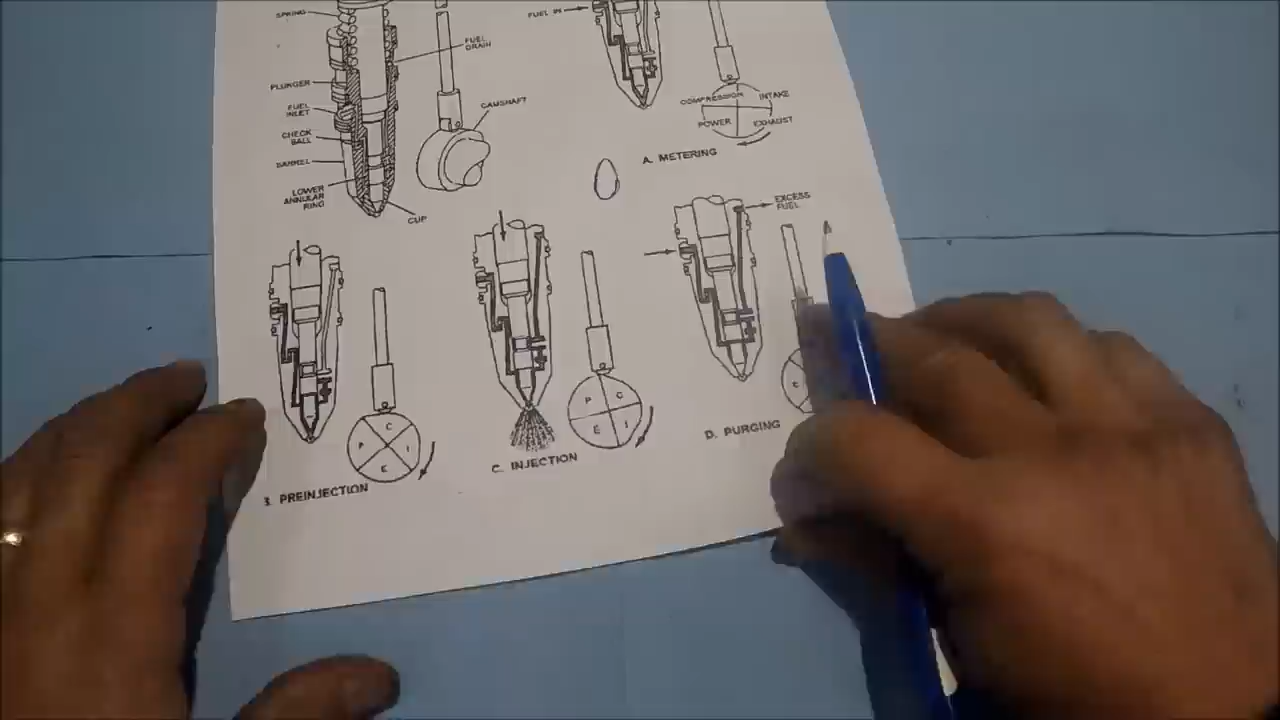 SPRING
FUEL
DRAIN
PLUNGER
FUEL
INLET
CHECK
BALL
BARREL
LOWER
ANNULAR
RING
CUP
CAMSHAFT
FUEL IN
COMPRESSION
INTAKE
POWER
EXHAUST
A. METERING
EXCESS
FUEL
C
P
I
E
PREINJECTION
P
C
E
I
C. INJECTION
C
D. PURGING